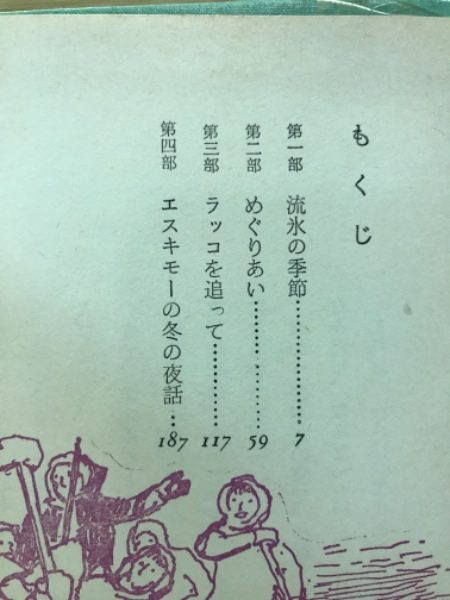 もくじ
第一部 流氷の季節…………………7
第二部 めぐりあい…………………59
第三部 ラッコを追って……………117
第四部 エスキモーの冬の夜話…187